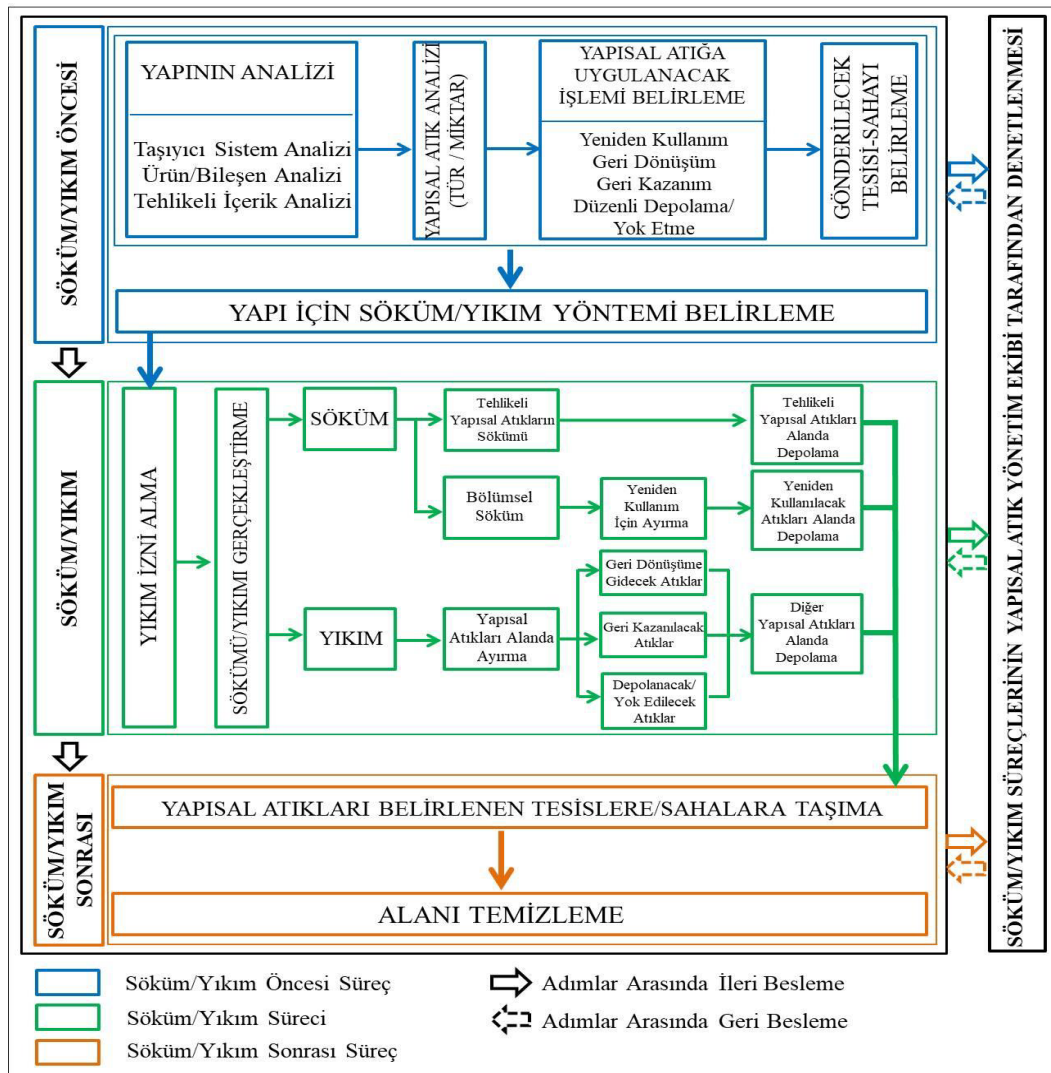 SÖKÜM/YIKIM ÖNCESİ
YAPININ ANALİZİ
Taşıyıcı Sistem Analizi
Ürün/Bileşen Analizi
Tehlikeli İçerik Analizi
YAPISAL ATIK ANALİZİ
(TÜR / MİKTAR)
YAPISAL ATIĞA
UYGULANACAK
İŞLEMİ BELİRLEME
Yeniden Kullanım
Geri Dönüşüm
Geri Kazanım
Düzenli Depolama/
Yok Etme
GÖNDERİLECEK
TESİSİ-SAHAYI
BELİRLEME
YAPI İÇİN SÖKÜM/YIKIM YÖNTEMİ BELİRLEME
SÖKÜM/YIKIM
YIKIM İZNİ ALMA
SÖKÜMÜ/YIKIMI GERÇEKLEŞTİRME
SÖKÜM
Tehlikeli
Yapısal Atıkların
Sökümü
Tehlikeli
Yapısal Atıkları
Alanda
Depolama
Bölümsel
Söküm
Yeniden
Kullanım
İçin Ayırma
Yeniden
Kullanılacak
Atıkları Alanda
Depolama
YIKIM
Yapısal
Atıkları Alanda
Ayırma
Geri Dönüşüme
Gidecek Atıklar
Geri Kazanılacak
Atıklar
Depolanacak/
Yok Edilecek
Atıklar
Diğer
Yapısal Atıkları
Alanda
Depolama
SÖKÜM/YIKIM
SONRASI
YAPISAL ATIKLARI BELİRLENEN TESİSLERE/SAHALARA TAŞIMA
ALANI TEMİZLEME
SÖKÜM/YIKIM SÜREÇLERİNİN YAPISAL ATIK YÖNETİM EKİBİ TARAFINDAN DENETLENMESİ
Söküm/Yıkım Öncesi Süreç
Söküm/Yıkım Süreci
Söküm/Yıkım Sonrası Süreç
Adımlar Arasında İleri Besleme
Adımlar Arasında Geri Besleme